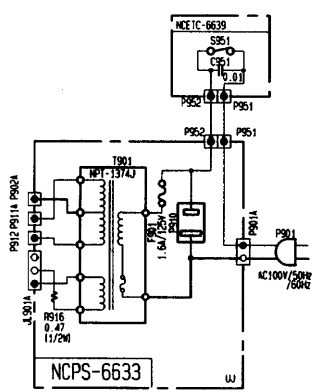 NCETC-6639
S951
C951
0.01
P952
P951
P952
P951
T901
NPT-1374J
P902A
P911A
P912
JL901A
F901
1.6A/125V
P910
P901A
P901
AC100V/50Hz
/60Hz
R916
0.47
(1/2W)
NCPS-6633